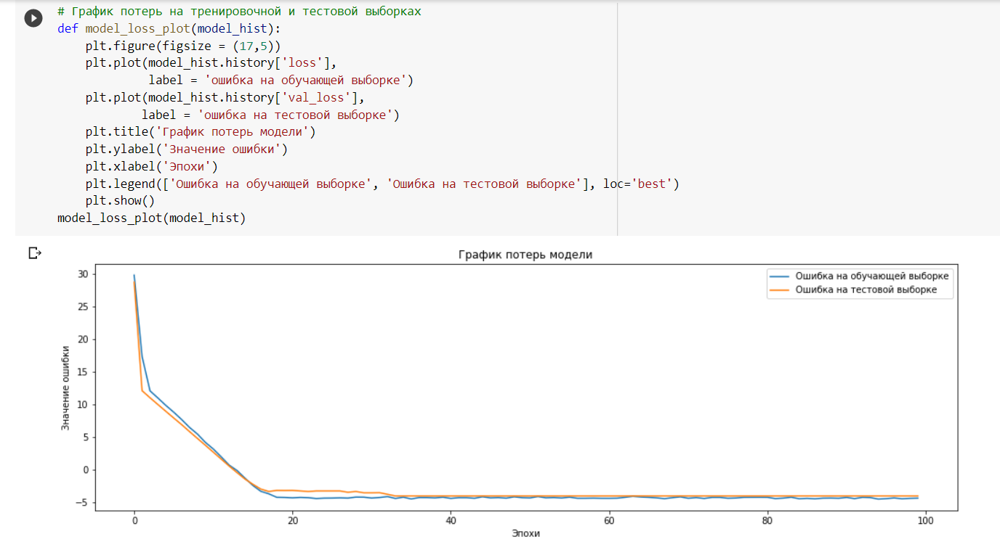 # График потерь на тренировочной и тестовой выборках
def model_loss_plot(model_hist):
    plt.figure(figsize = (17,5))
    plt.plot(model_hist.history['loss'],
             label = 'ошибка на обучающей выборке')
    plt.plot(model_hist.history['val_loss'],
            label = 'ошибка на тестовой выборке')
    plt.title('График потерь модели')
    plt.ylabel('Значение ошибки')
    plt.xlabel('Эпохи')
    plt.legend(['Ошибка на обучающей выборке', 'Ошибка на тестовой выборке'], loc='best')
    plt.show()
model_loss_plot(model_hist)
График потерь модели
Ошибка на обучающей выборке
Ошибка на тестовой выборке
Значение ошибки
30
25
20
15
10
5
0
−5
0 20 40 60 80 100
Эпохи